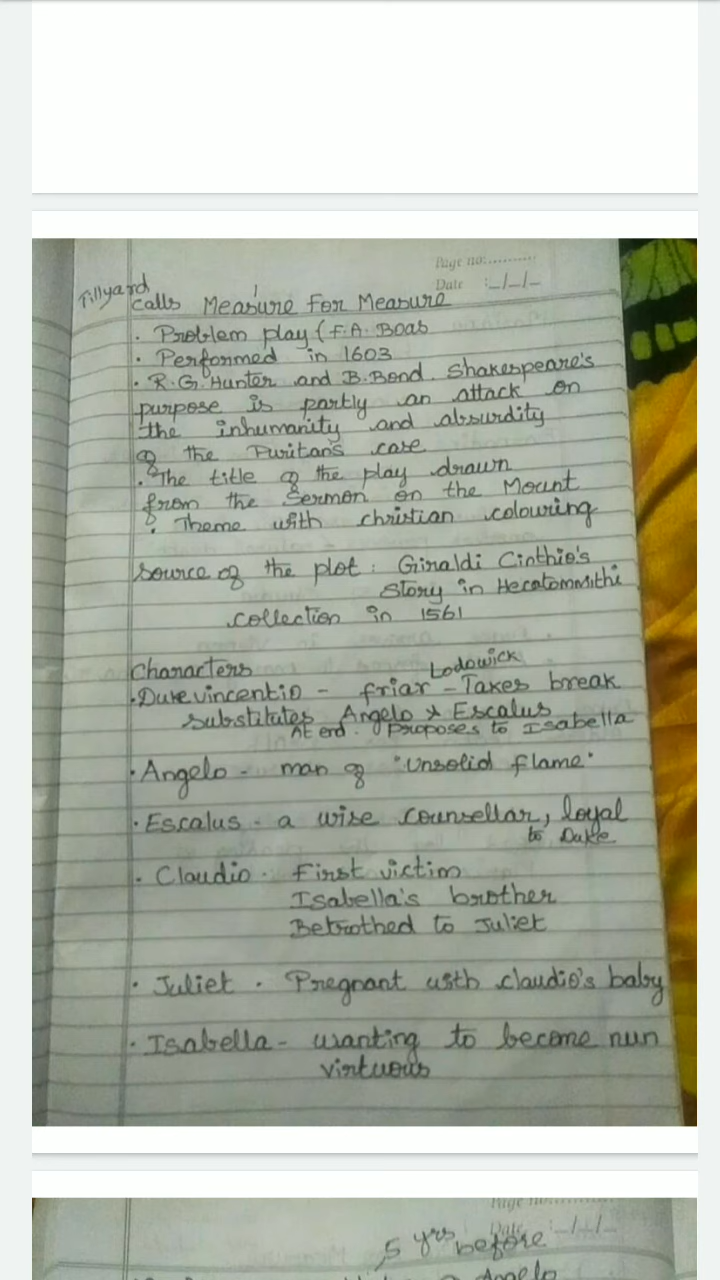 Page no:..........
Date :_/_/_
Tillyard
calls Measure For Measure
. Problem play (F.A. Boas
. Performed in 1603
. R.G. Hunter and B. Bond. Shakespeare's
purpose is partly an attack on
the inhumanity and absurdity
of the Puritan's case
. The title of the play drawn
from the Sermon on the Mount
. Theme with christian colouring
source of the plot: Giraldi Cinthio's
Story in Hecatommithi
collection in 1561
Characters
Lodowick
. Duke vincentio - friar - Takes break
substitutes Angelo & Escalus
At end. Proposes to Isabella
. Angelo - man of "Unsolid flame"
. Escalus - a wise counsellar, loyal
to Duke
. Claudio . First victim
Isabella's brother
Betrothed to Juliet
. Juliet . Pregnant with claudio's baby
. Isabella - wanting to become nun
virtuous
Page no..........
Date :_/_/_
5 yrs before
Angelo